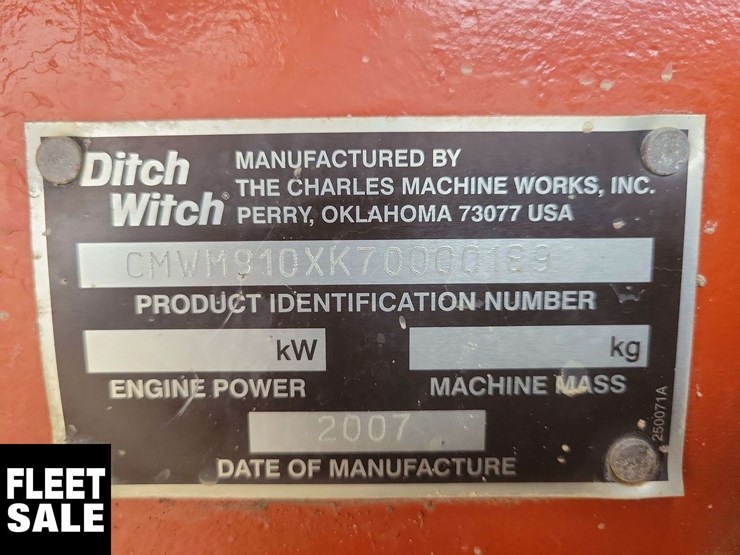 Ditch Witch®
MANUFACTURED BY
THE CHARLES MACHINE WORKS, INC.
PERRY, OKLAHOMA 73077 USA
CMWM910XK70000189
PRODUCT IDENTIFICATION NUMBER
kW
kg
ENGINE POWER
MACHINE MASS
2007
DATE OF MANUFACTURE
250071A
FLEET
SALE